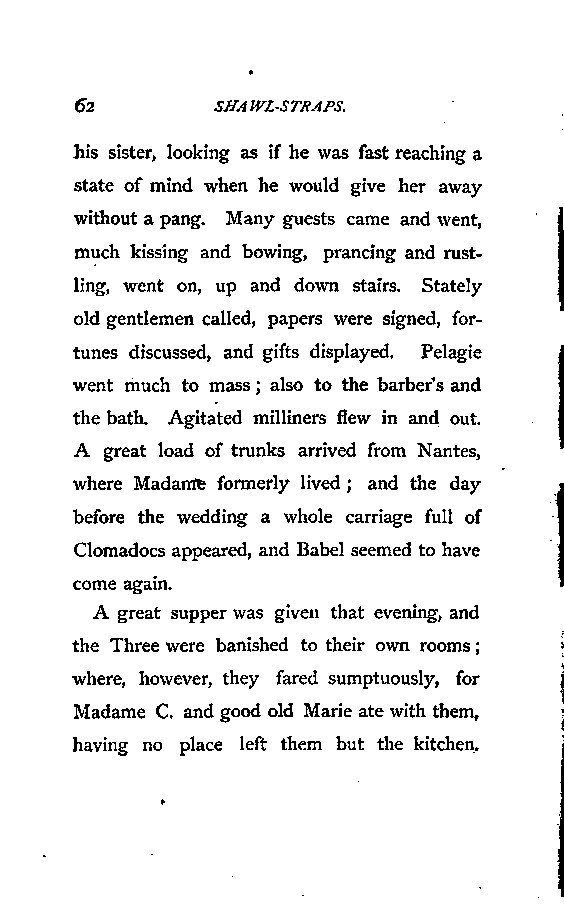 62 SHAWL-STRAPS.
his sister, looking as if he was fast reaching a
state of mind when he would give her away
without a pang. Many guests came and went,
much kissing and bowing, prancing and rust-
ling, went on, up and down stairs. Stately
old gentlemen called, papers were signed, for-
tunes discussed, and gifts displayed. Pelagie
went much to mass; also to the barber's and
the bath. Agitated milliners flew in and out.
A great load of trunks arrived from Nantes,
where Madame formerly lived; and the day
before the wedding a whole carriage full of
Clomadocs appeared, and Babel seemed to have
come again.
A great supper was given that evening, and
the Three were banished to their own rooms;
where, however, they fared sumptuously, for
Madame C. and good old Marie ate with them,
having no place left them but the kitchen.